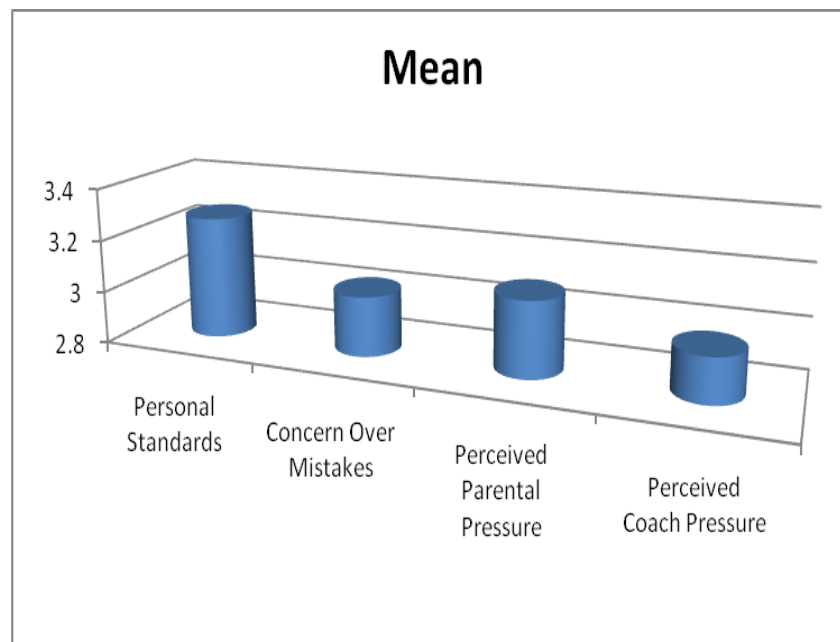 Mean
3.4
3.2
3
2.8
Personal
Standards
Concern Over
Mistakes
Perceived
Parental
Pressure
Perceived
Coach Pressure